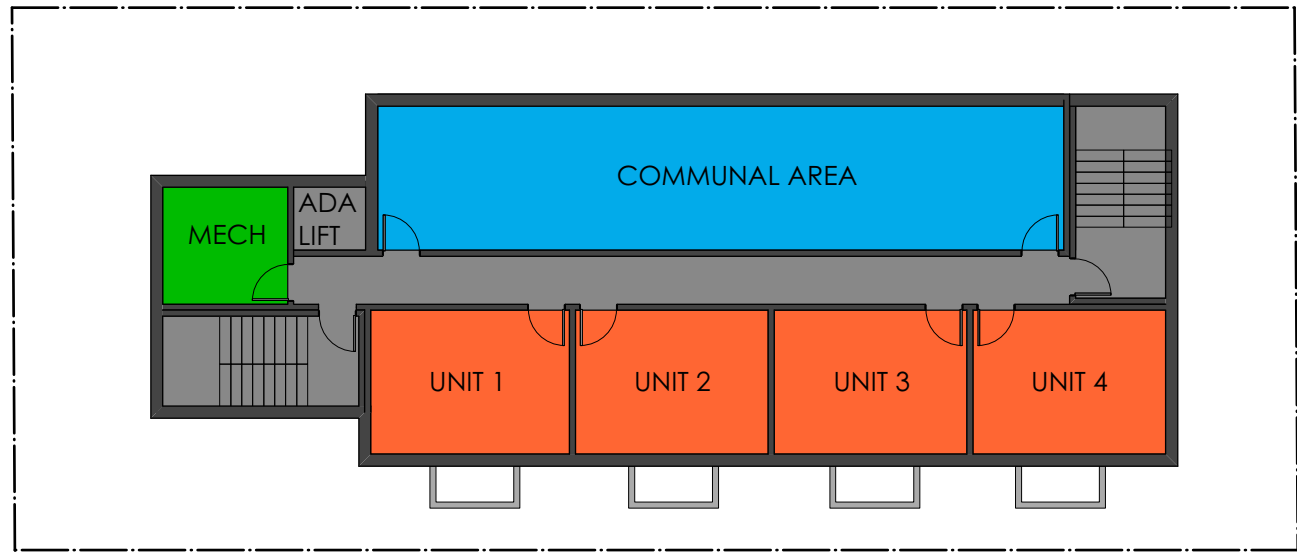 COMMUNAL AREA
ADA
LIFT
MECH
UNIT 1
UNIT 2
UNIT 3
UNIT 4